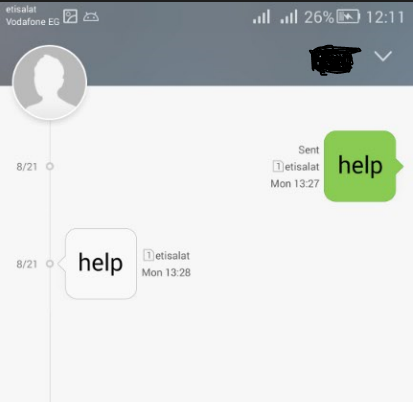 etisalat
Vodafone EG
26% 12:11
Sent
8/21 1 etisalat help
Mon 13:27
8/21 help 1 etisalat
Mon 13:28